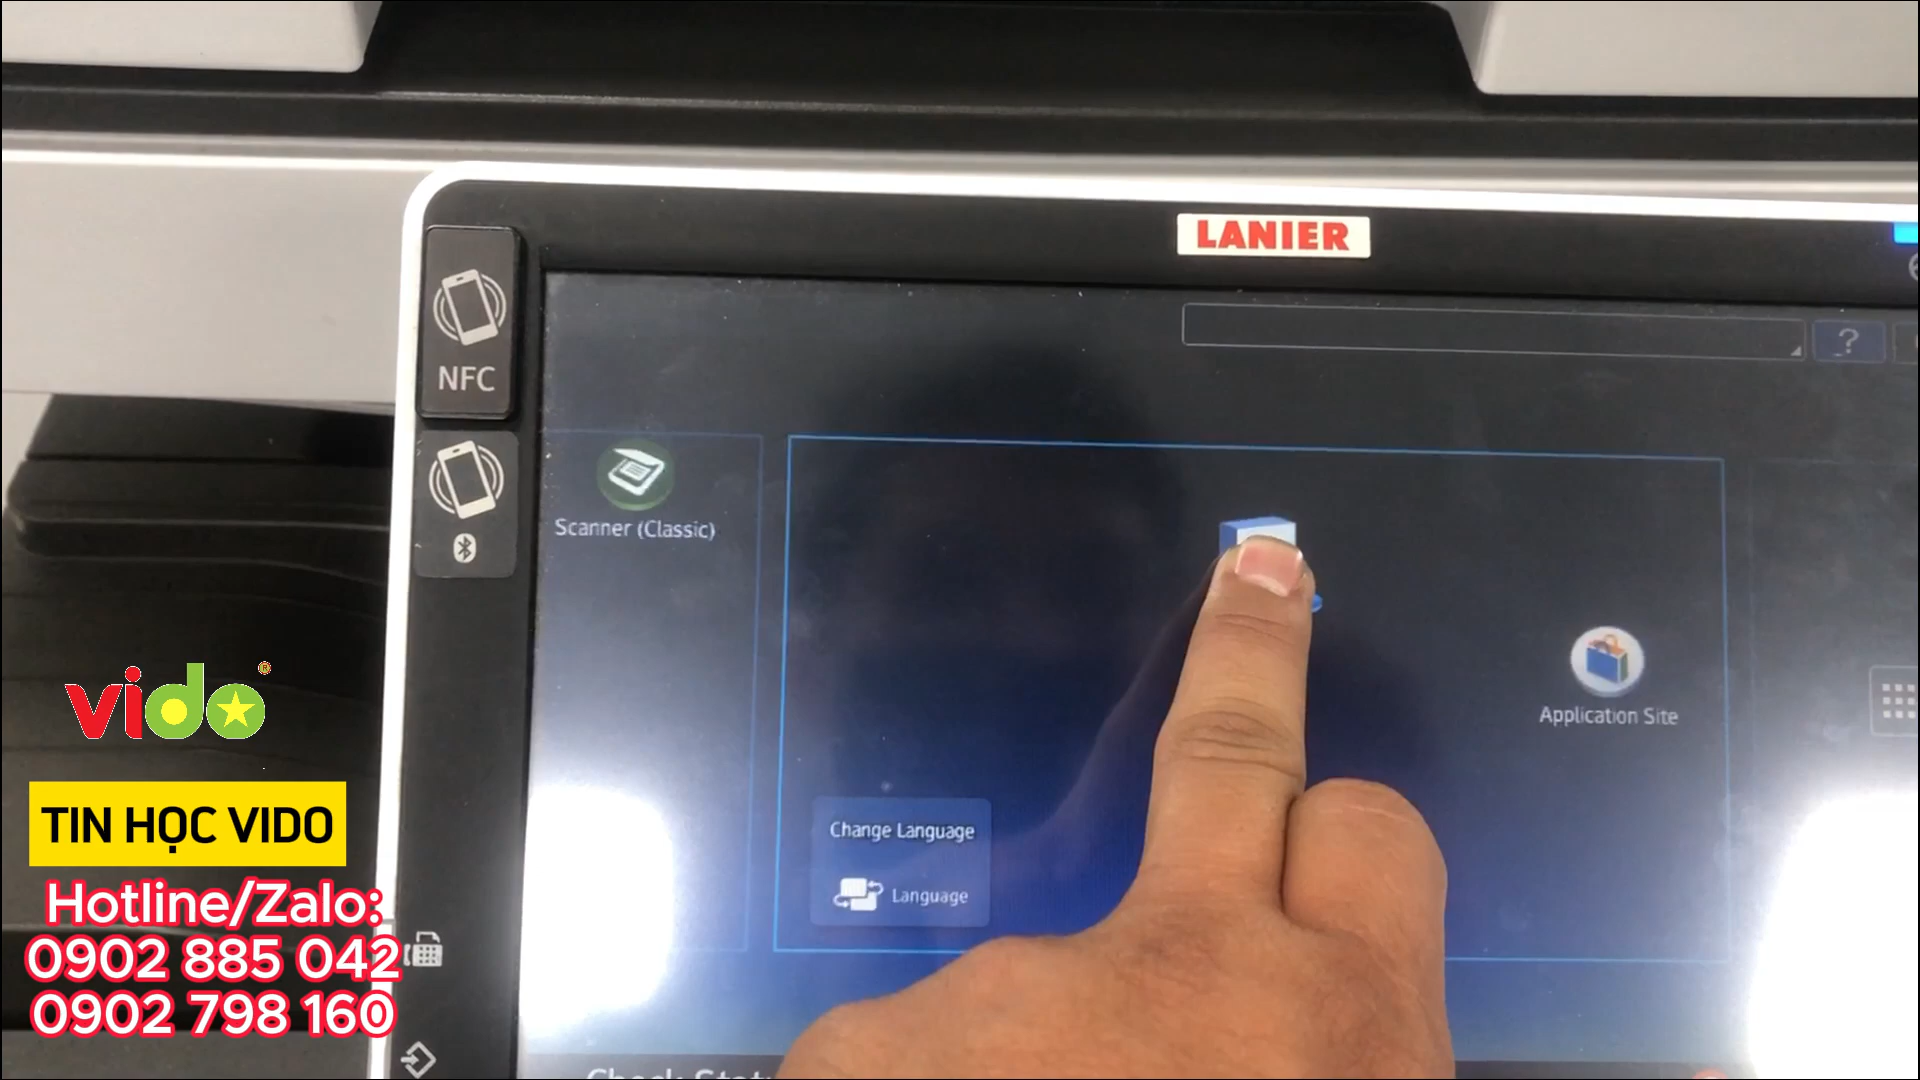 LANIER
NFC
?
Scanner (Classic)
Application Site
Change Language
Language
vido
TIN HỌC VIDO
Hotline/Zalo:
0902 885 042
0902 798 160